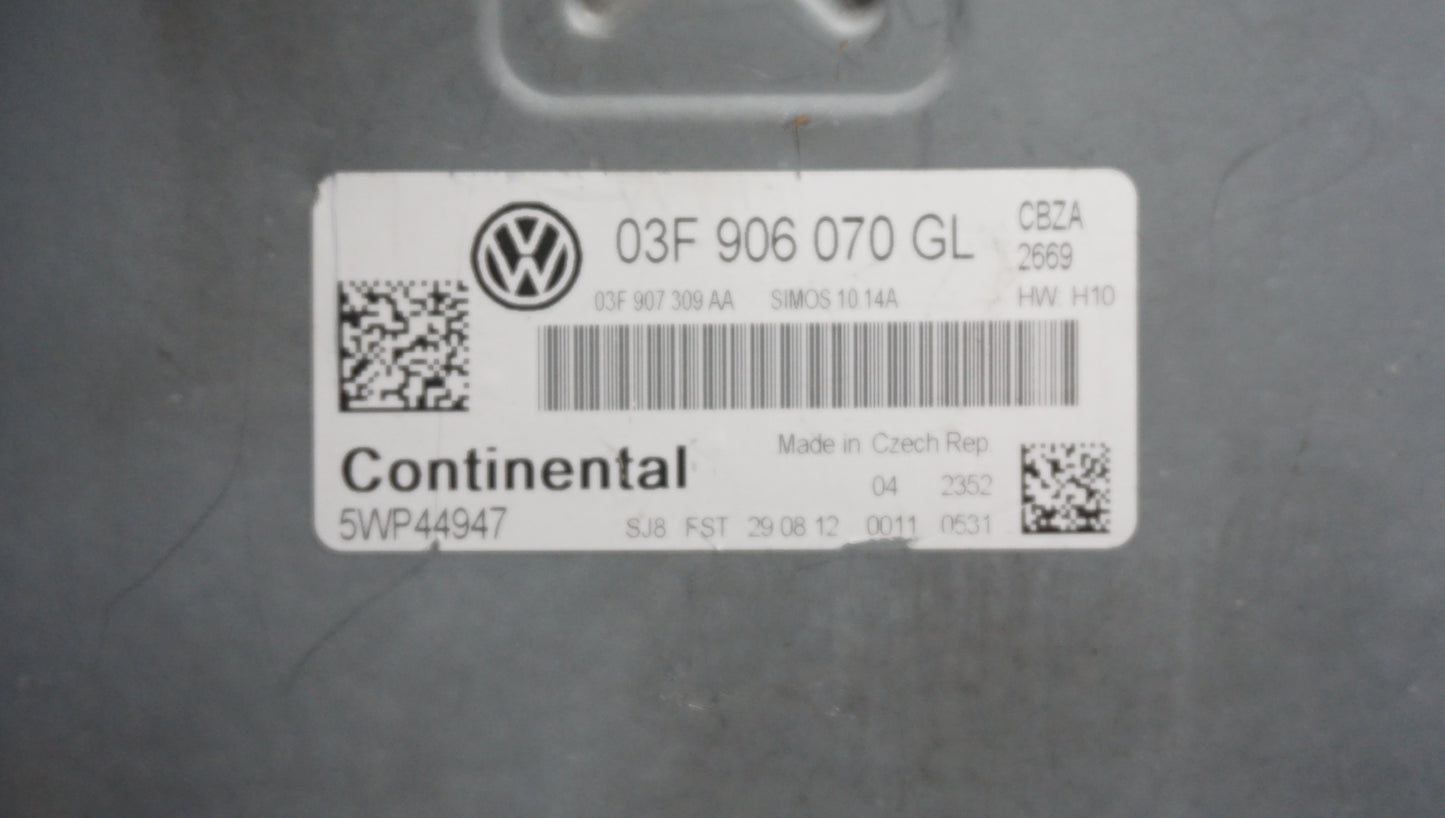 03F 906 070 GL
CBZA
2669
03F 907 309 AA SIMOS 10.14A HW: H10
Continental
Made in Czech Rep.
04 2352
5WP44947
SJ8 FST 29.08.12 0011 0531